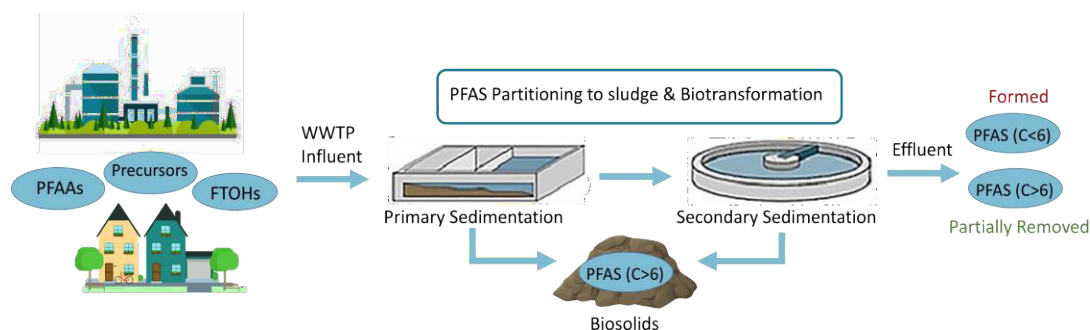 PFAS Partitioning to sludge & Biotransformation
Formed
PFAS (C<6)
WWTP
Influent
Effluent
Precursors
PFAAs
FTOHs
PFAS (C>6)
Primary Sedimentation
Secondary Sedimentation
Partially Removed
PFAS (C>6)
Biosolids